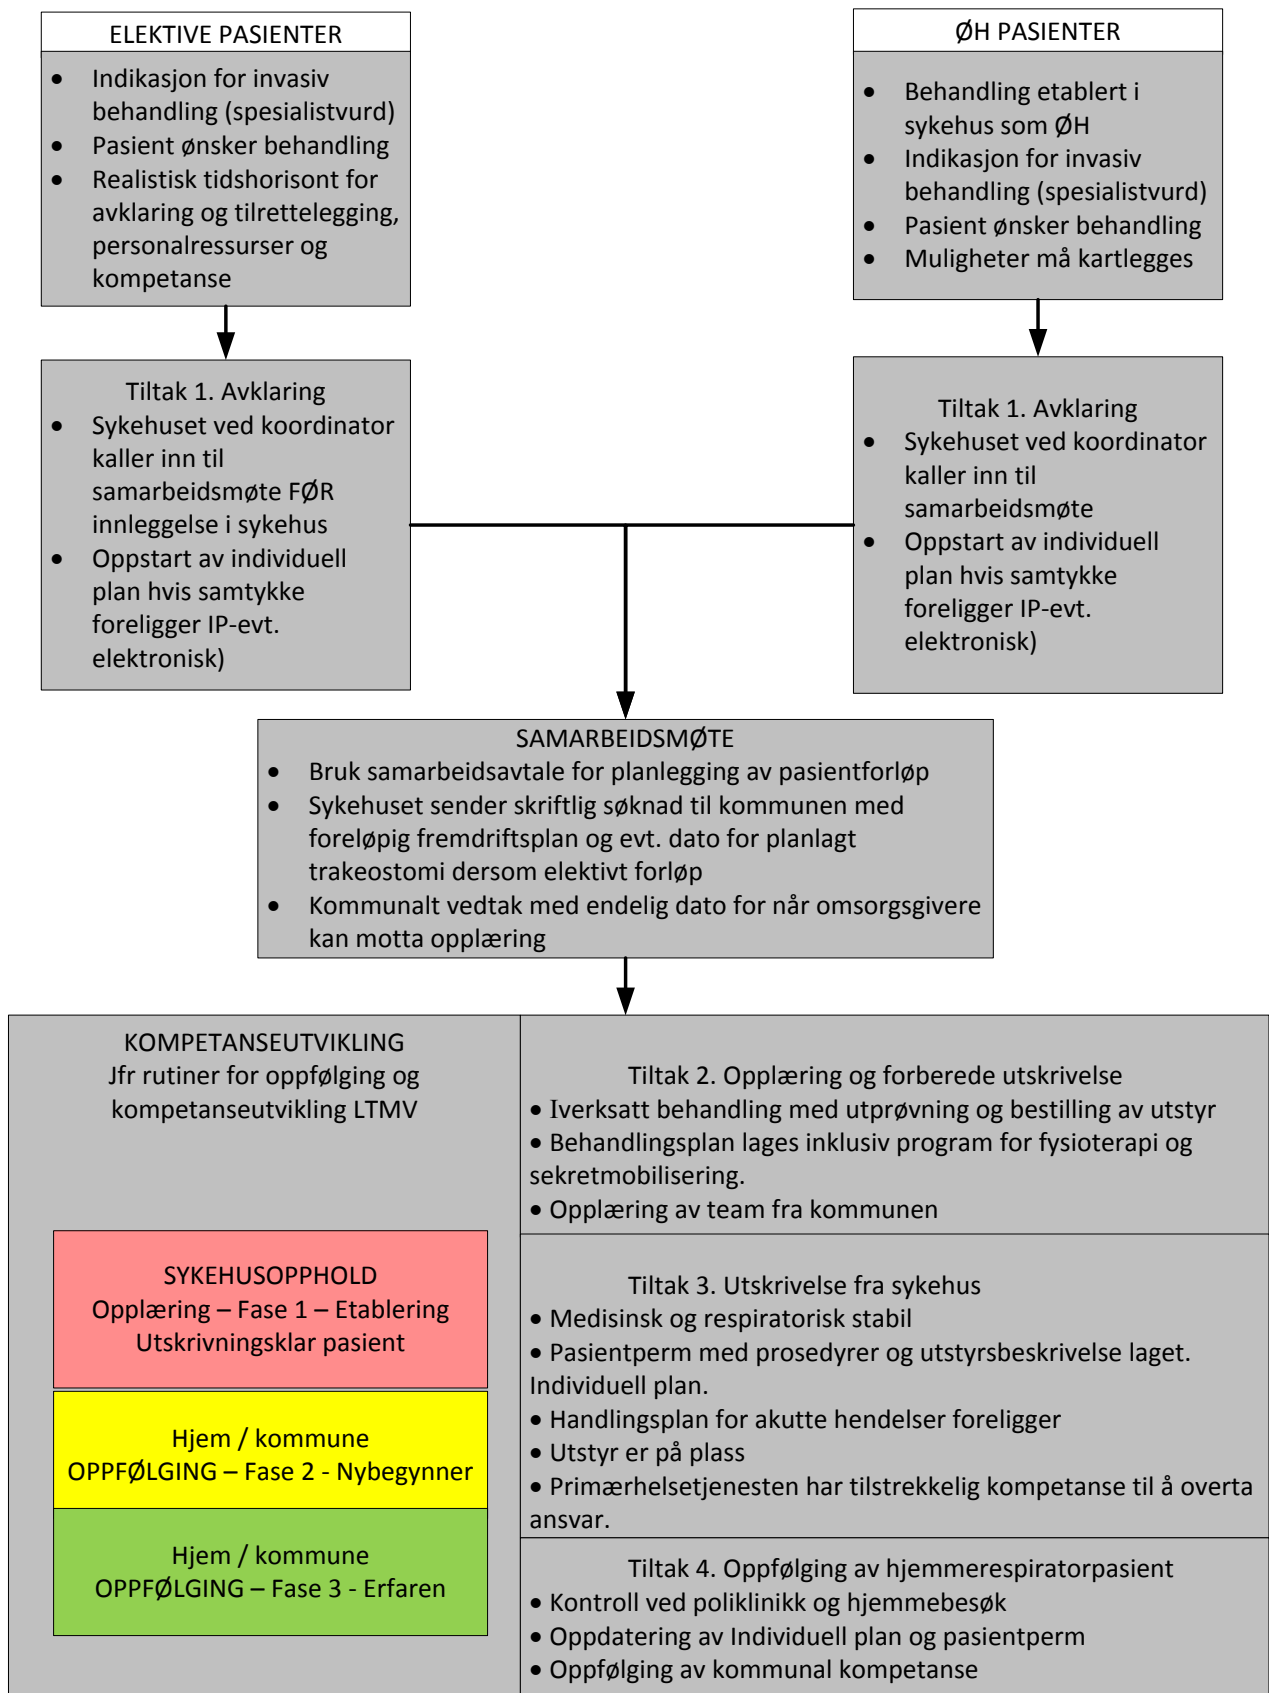 ELEKTIVE PASIENTER
• Indikasjon for invasiv
behandling (spesialistvurd)
• Pasient ønsker behandling
• Realistisk tidshorisont for
avklaring og tilrettelegging,
personalressurser og
kompetanse
ØH PASIENTER
• Behandling etablert i
sykehus som ØH
• Indikasjon for invasiv
behandling (spesialistvurd)
• Pasient ønsker behandling
• Muligheter må kartlegges
Tiltak 1. Avklaring
• Sykehuset ved koordinator
kaller inn til
samarbeidsmøte FØR
innleggelse i sykehus
• Oppstart av individuell
plan hvis samtykke
foreligger IP-evt.
elektronisk)
Tiltak 1. Avklaring
• Sykehuset ved koordinator
kaller inn til
samarbeidsmøte
• Oppstart av individuell
plan hvis samtykke
foreligger IP-evt.
elektronisk)
SAMARBEIDSMØTE
• Bruk samarbeidsavtale for planlegging av pasientforløp
• Sykehuset sender skriftlig søknad til kommunen med
foreløpig fremdriftsplan og evt. dato for planlagt
trakeostomi dersom elektivt forløp
• Kommunalt vedtak med endelig dato for når omsorgsgivere
kan motta opplæring
KOMPETANSEUTVIKLING
Jfr rutiner for oppfølging og
kompetanseutvikling LTMV
SYKEHUSOPPHOLD
Opplæring – Fase 1 – Etablering
Utskrivningsklar pasient
Hjem / kommune
OPPFØLGING – Fase 2 - Nybegynner
Hjem / kommune
OPPFØLGING – Fase 3 - Erfaren
Tiltak 2. Opplæring og forberede utskrivelse
• Iverksatt behandling med utprøvning og bestilling av utstyr
• Behandlingsplan lages inklusiv program for fysioterapi og
sekretmobilisering.
• Opplæring av team fra kommunen
Tiltak 3. Utskrivelse fra sykehus
• Medisinsk og respiratorisk stabil
• Pasientperm med prosedyrer og utstyrsbeskrivelse laget.
Individuell plan.
• Handlingsplan for akutte hendelser foreligger
• Utstyr er på plass
• Primærhelsetjenesten har tilstrekkelig kompetanse til å overta
ansvar.
Tiltak 4. Oppfølging av hjemmerespiratorpasient
• Kontroll ved poliklinikk og hjemmebesøk
• Oppdatering av Individuell plan og pasientperm
• Oppfølging av kommunal kompetanse